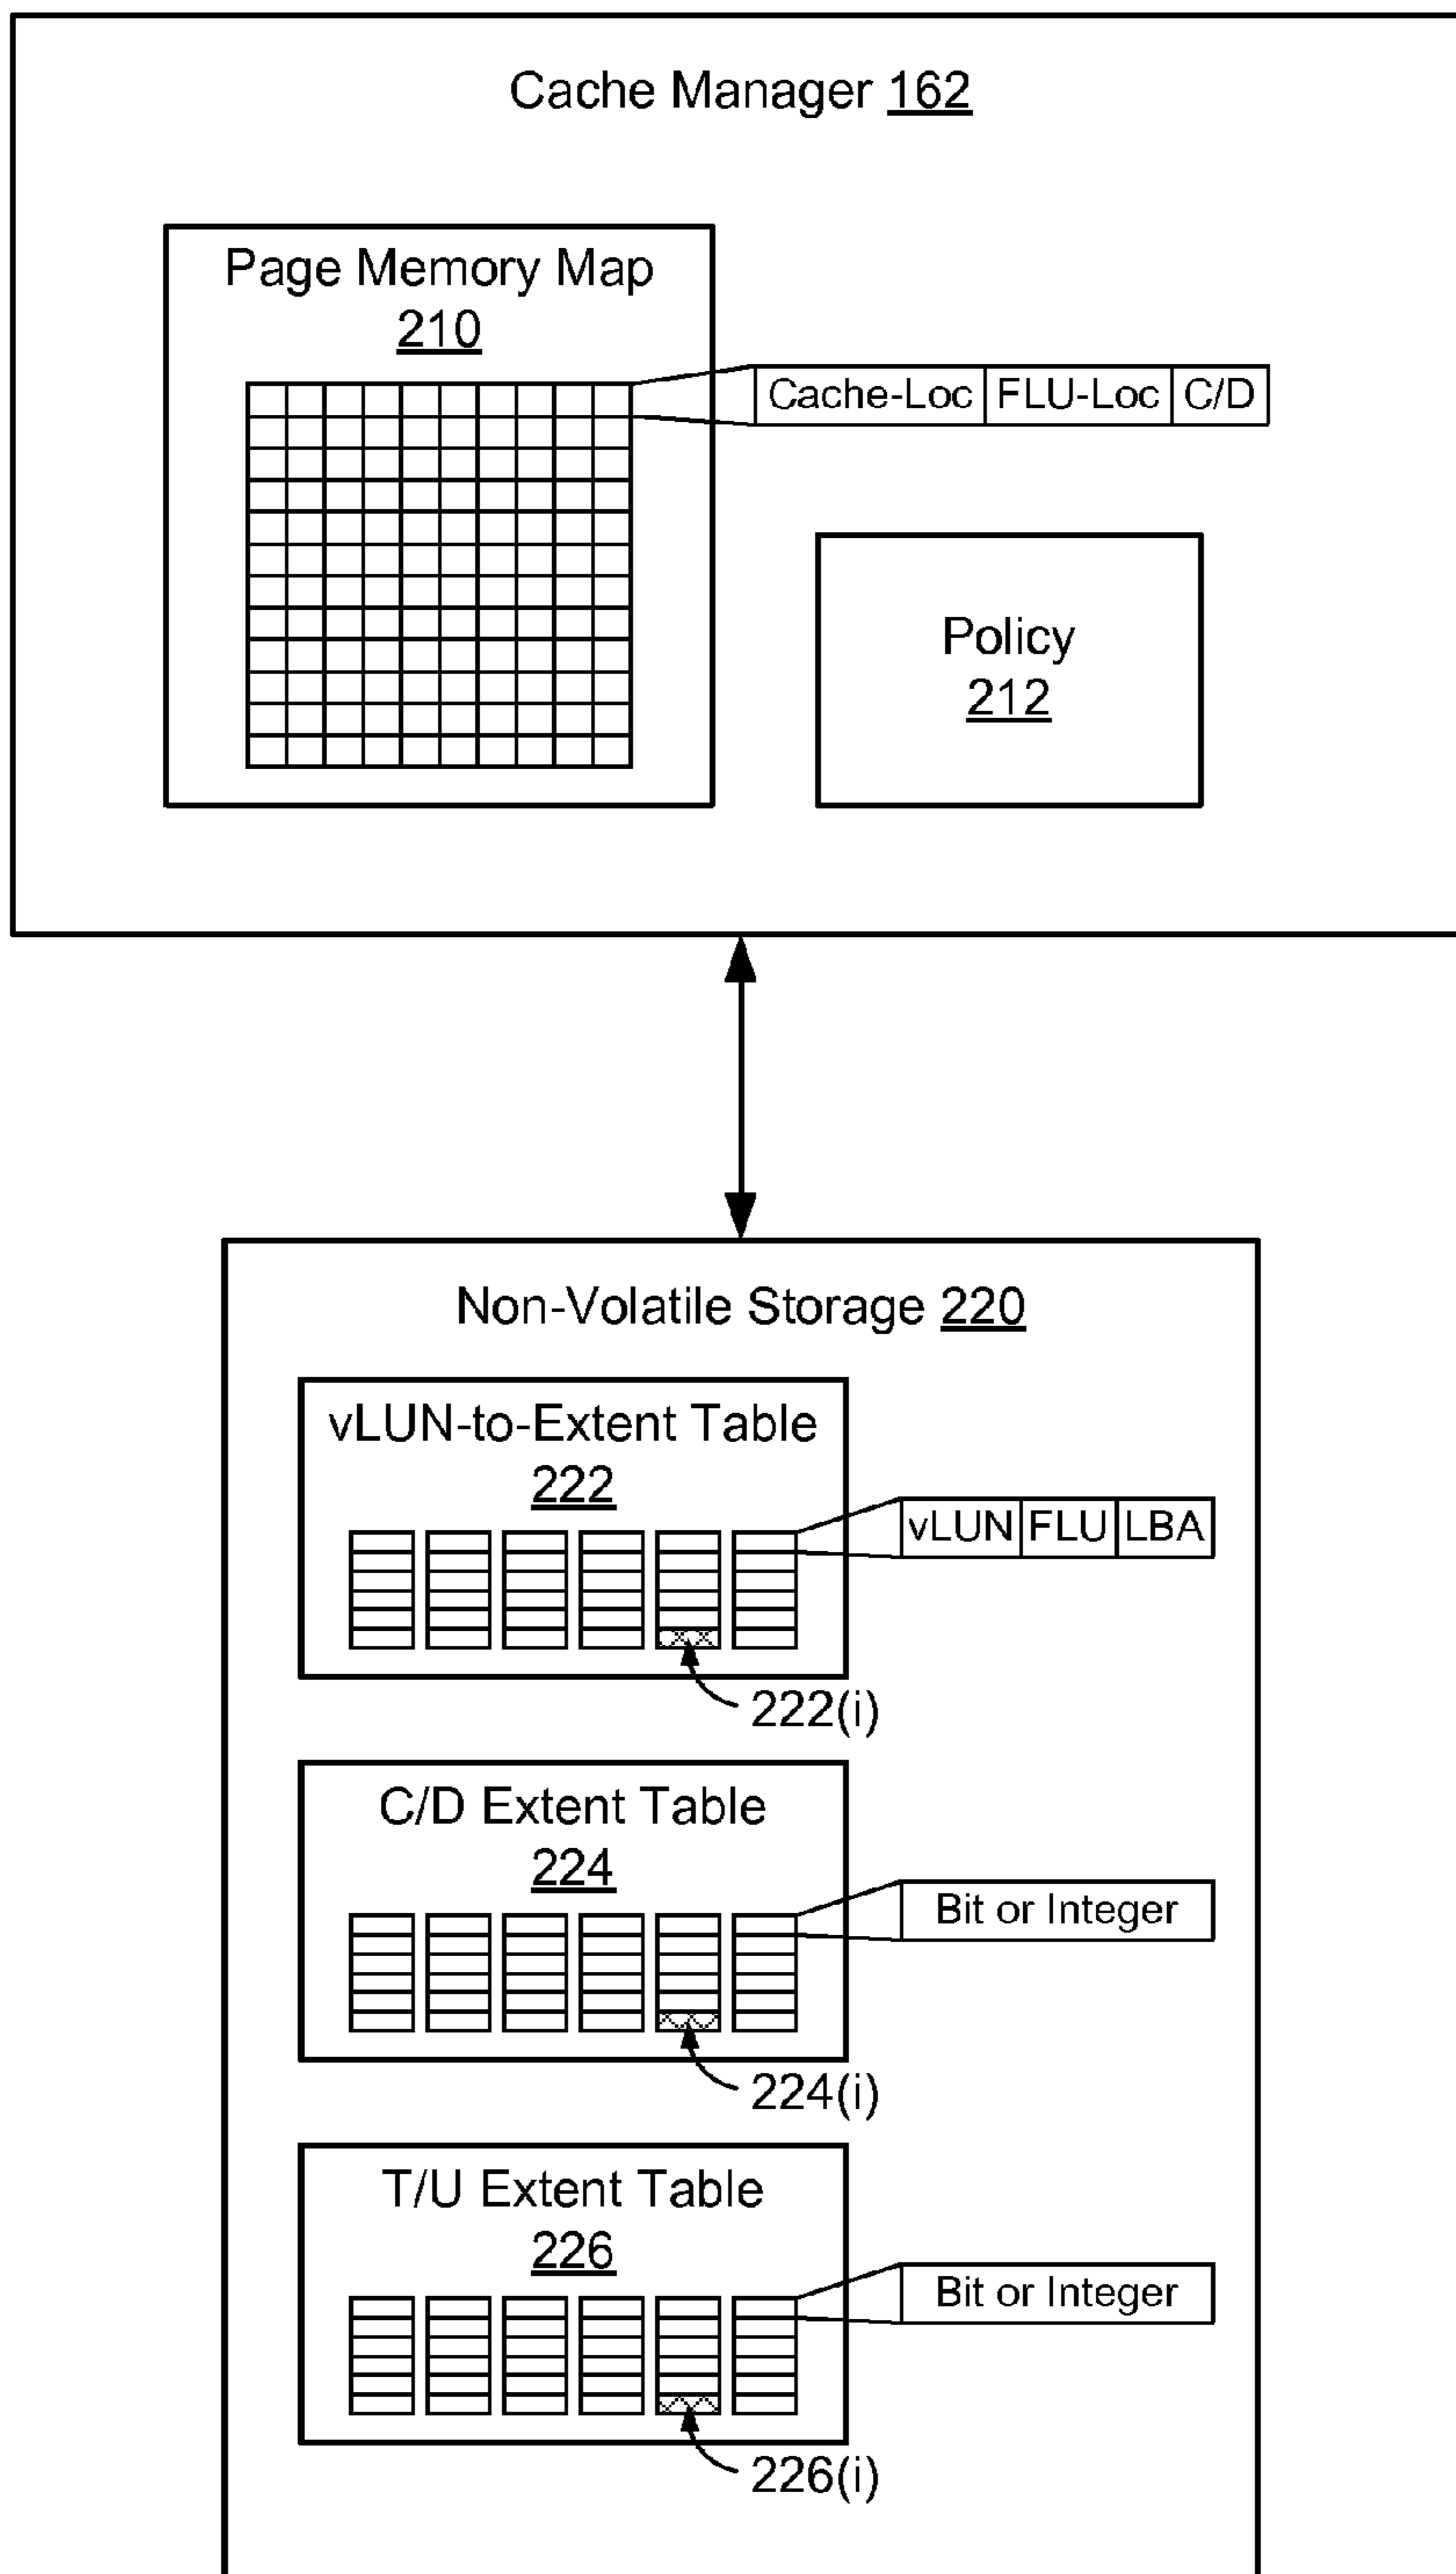 Cache Manager 162
Page Memory Map
210
Cache-Loc FLU-Loc C/D
Policy
212
Non-Volatile Storage 220
vLUN-to-Extent Table
222
vLUN FLU LBA
222(i)
C/D Extent Table
224
Bit or Integer
224(i)
T/U Extent Table
226
Bit or Integer
226(i)